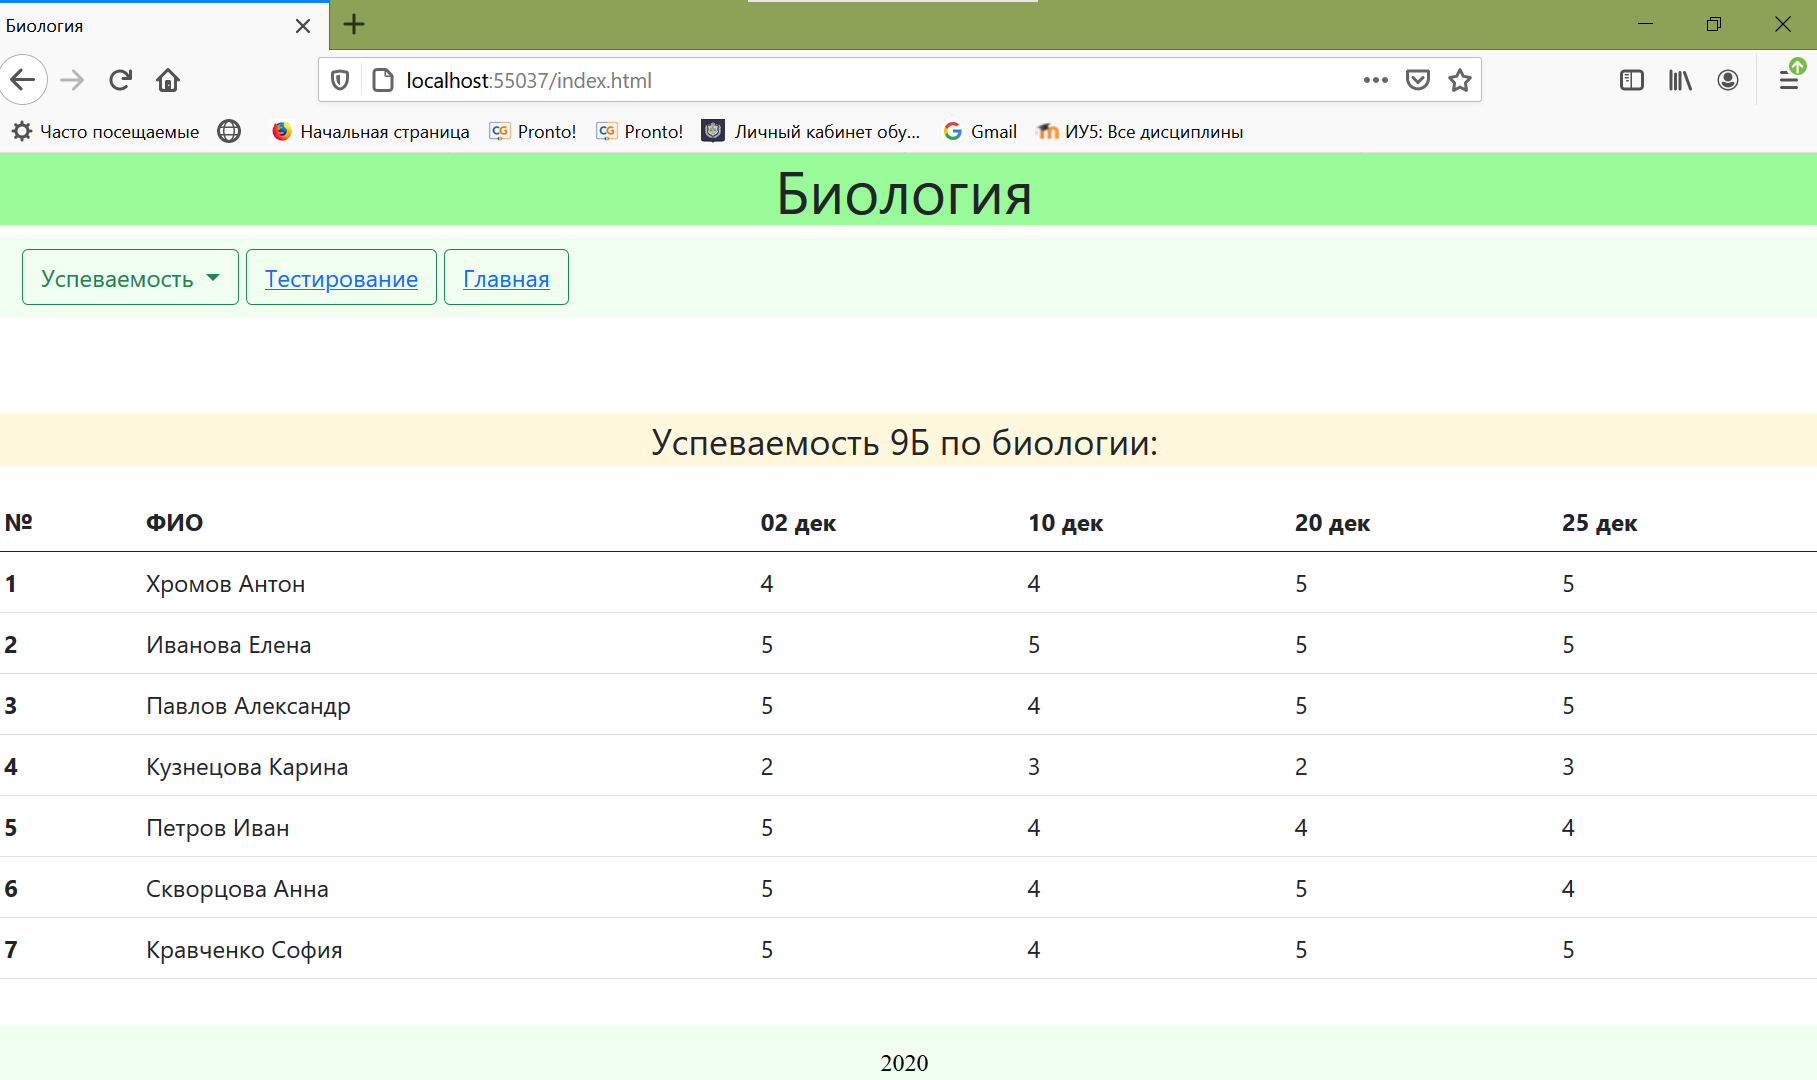 Биология
localhost:55037/index.html
Часто посещаемые Начальная страница Pronto! Pronto! Личный кабинет обу... Gmail ИУ5: Все дисциплины
Биология
Успеваемость Тестирование Главная
Успеваемость 9Б по биологии:
№ ФИО 02 дек 10 дек 20 дек 25 дек
1 Хромов Антон 4 4 5 5
2 Иванова Елена 5 5 5 5
3 Павлов Александр 5 4 5 5
4 Кузнецова Карина 2 3 2 3
5 Петров Иван 5 4 4 4
6 Скворцова Анна 5 4 5 4
7 Кравченко София 5 4 5 5
2020